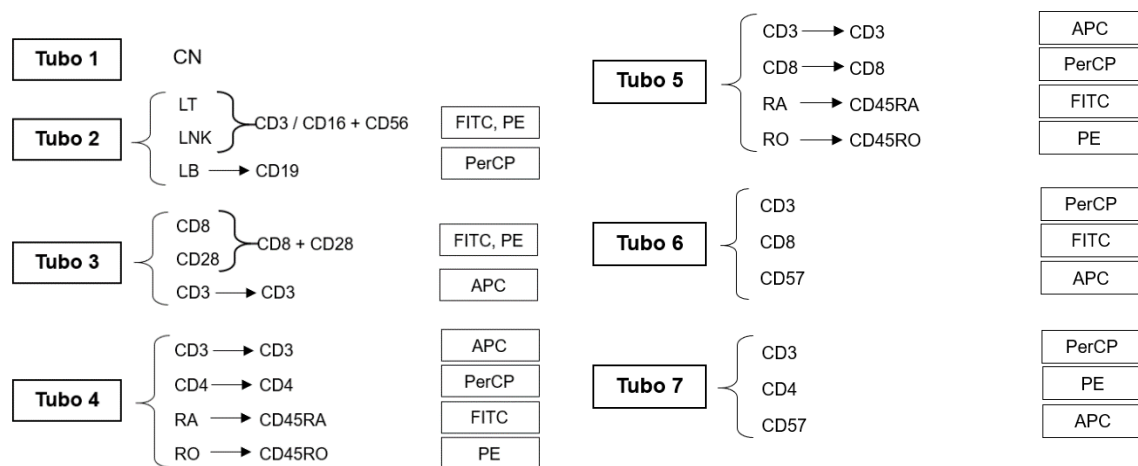 Tubo 1
CN
Tubo 2
LT
LNK
CD3 / CD16 + CD56
FITC, PE
LB
CD19
PerCP
Tubo 3
CD8
CD28
CD8 + CD28
FITC, PE
CD3
CD3
APC
Tubo 4
CD3
CD3
APC
CD4
CD4
PerCP
RA
CD45RA
FITC
RO
CD45RO
PE
Tubo 5
CD3
CD3
APC
CD8
CD8
PerCP
RA
CD45RA
FITC
RO
CD45RO
PE
Tubo 6
CD3
PerCP
CD8
FITC
CD57
APC
Tubo 7
CD3
PerCP
CD4
PE
CD57
APC